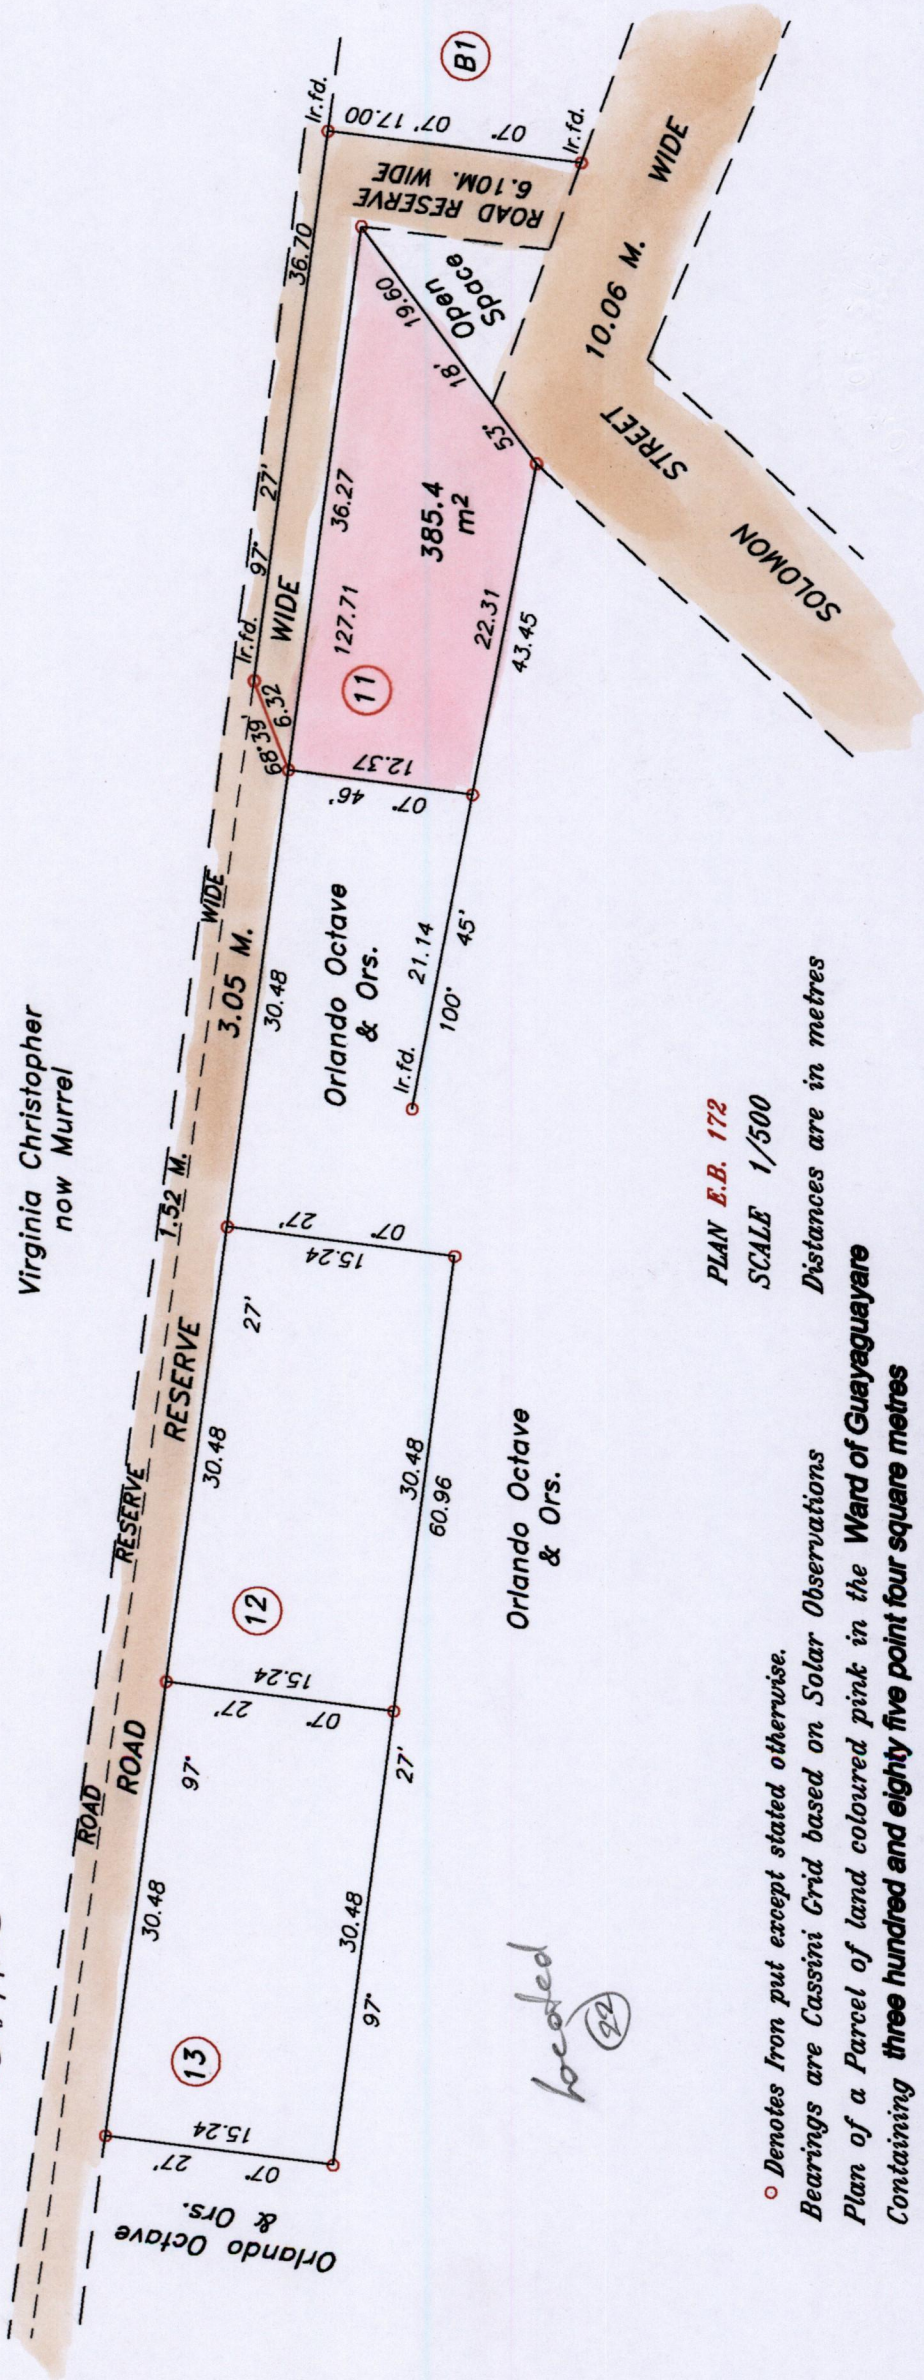 Virginia Christopher
now Murrel
ROAD RESERVE 1.52 M. WIDE
ROAD RESERVE 3.05 M. WIDE
Ir.fd.
97° 27'
36.70
Ir.fd.
68°39'
6.32
07° 07' 17.00
B1
Ir.fd.
ROAD RESERVE
6.10M. WIDE
Open
Space
53° 18' 19.60
36.27
127.71
11
385.4
m²
22.31
43.45
07° 46'
12.37
30.48
Orlando Octave
& Ors.
Ir.fd.
21.14
100° 45'
SOLOMON STREET 10.06 M. WIDE
07° 27'
15.24
30.48
27'
12
30.48
60.96
07° 27'
15.24
30.48
97°
13
30.48
97° 27'
07° 27'
15.24
Orlando Octave
& Ors.
Orlando Octave
& Ors.
Located
22
PLAN E.B. 172
SCALE 1/500
Distances are in metres
Denotes Iron put except stated otherwise.
Bearings are Cassini Grid based on Solar Observations
Plan of a Parcel of land coloured pink in the Ward of Guayaguayare
Containing three hundred and eighty five point four square metres